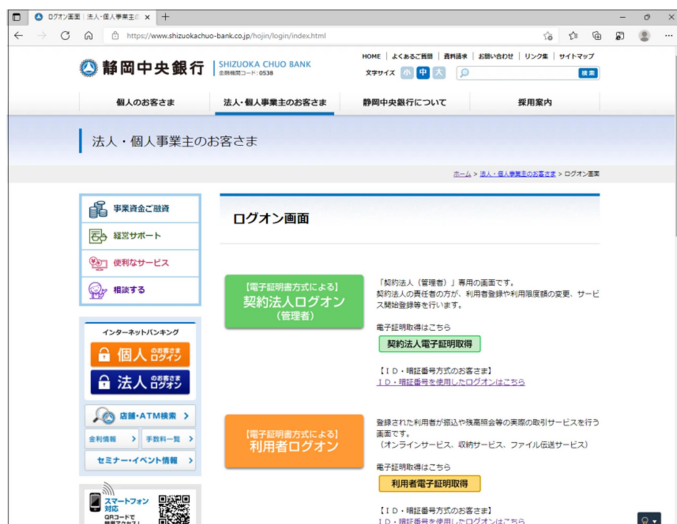 ログオン画面 | 法人・個人事業主の
https://www.shizuokachuo-bank.co.jp/hojin/login/index.html
静岡中央銀行
SHIZUOKA CHUO BANK
金融機関コード:0538
HOME | よくあるご質問 | 資料請求 | お問い合わせ | リンク集 | サイトマップ
文字サイズ 小 中 大 検索
個人のお客さま 法人・個人事業主のお客さま 静岡中央銀行について 採用案内
法人・個人事業主のお客さま
ホーム > 法人・個人事業主のお客さま > ログオン画面
事業資金ご融資
経営サポート
便利なサービス
相談する
インターネットバンキング
個人のお客さまログイン
法人のお客さまログオン
店舗・ATM検索
金利情報 手数料一覧
セミナー・イベント情報
スマートフォン
対応
QRコードで
ログオン画面
【電子証明書方式による】
契約法人ログオン
(管理者)
「契約法人(管理者)」専用の画面です。
契約法人の責任者の方が、利用者登録や利用限度額の変更、サービ
ス開始登録等を行います。
電子証明取得はこちら
契約法人電子証明取得
【ID・暗証番号方式のお客さま】
ID・暗証番号を使用したログオンはこちら
【電子証明書方式による】
利用者ログオン
登録された利用者が振込や残高照会等の実際の取引サービスを行う
画面です。
(オンラインサービス、収納サービス、ファイル伝送サービス)
電子証明取得はこちら
利用者電子証明取得
【ID・暗証番号方式のお客さま】
ID・暗証番号を使用したログオンはこちら